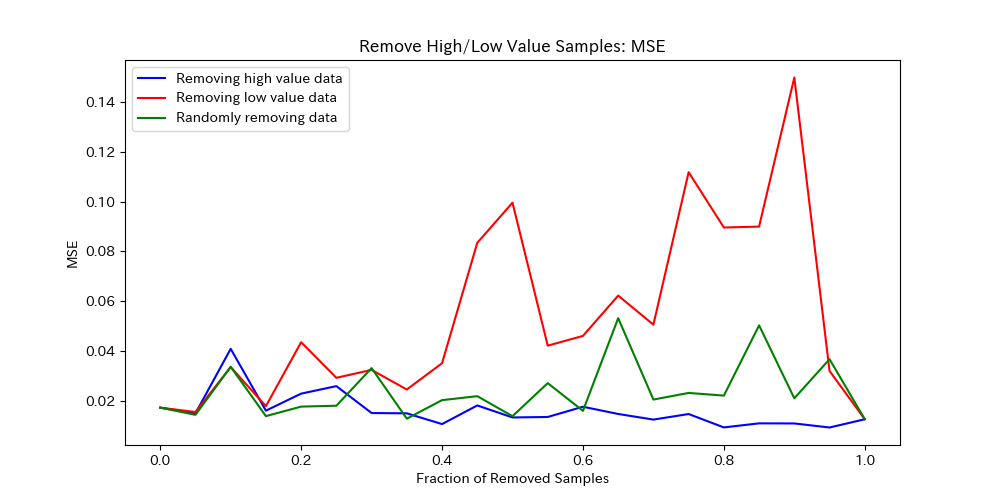 Remove High/Low Value Samples: MSE
Removing high value data
Removing low value data
Randomly removing data
MSE
0.14
0.12
0.10
0.08
0.06
0.04
0.02
0.0 0.2 0.4 0.6 0.8 1.0
Fraction of Removed Samples